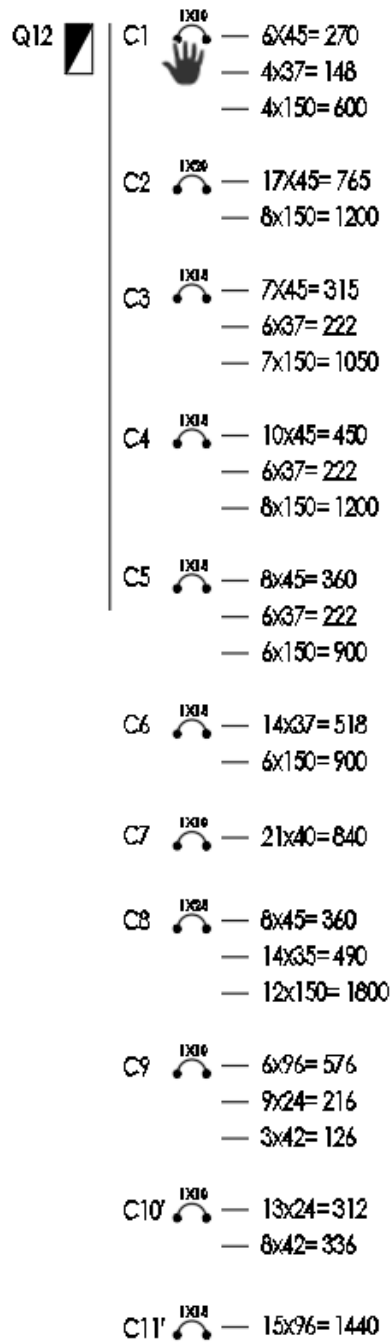 Q12
C1
6X45= 270
4x37= 148
4x150= 600
C2
17X45= 765
8x150= 1200
C3
7X45= 315
6x37= 222
7x150= 1050
C4
10x45= 450
6x37= 222
8x150= 1200
C5
8x45= 360
6x37= 222
6x150= 900
C6
14x37= 518
6x150= 900
C7
21x40= 840
C8
8x45= 360
14x35= 490
12x150= 1800
C9
6x96= 576
9x24= 216
3x42= 126
C10'
13x24= 312
8x42= 336
C11'
15x96= 1440